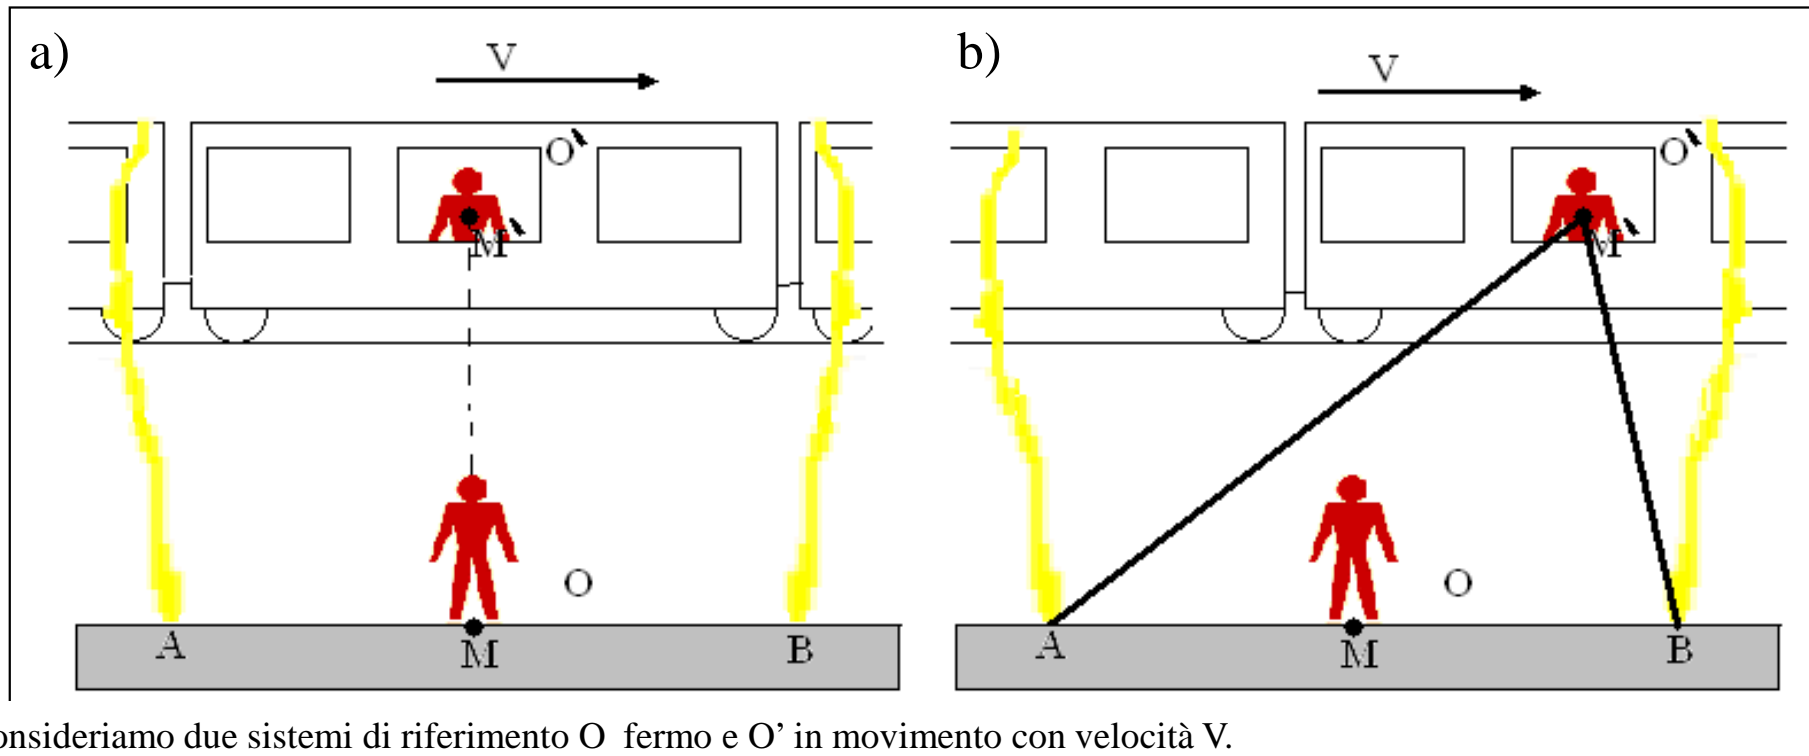 a)
V
O'
M'
O
A
M
B
b)
V
O'
M'
O
A
M
B
onsideriamo due sistemi di riferimento O fermo e O’ in movimento con velocità V.